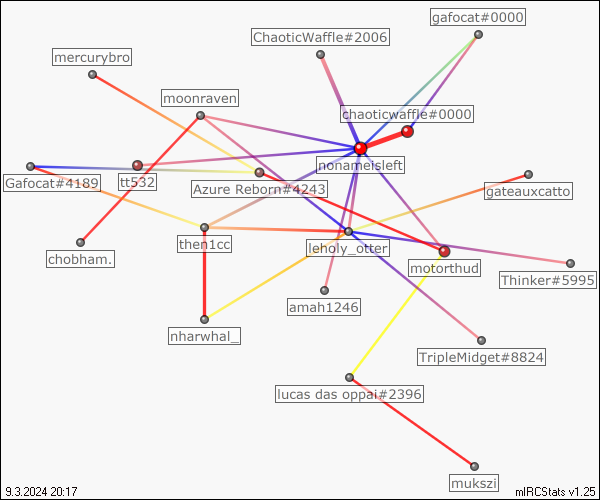 gafocat#0000
ChaoticWaffle#2006
mercurybro
moonraven
chaoticwaffle#0000
nonameisleft
Gafocat#4189
tt532
Azure Reborn#4243
gateauxcatto
then1cc
leholy_otter
chobham.
motorthud
Thinker#5995
amah1246
nharwhal_
TripleMidget#8824
lucas das oppai#2396
mukszi
9.3.2024 20:17
mIRCStats v1.25